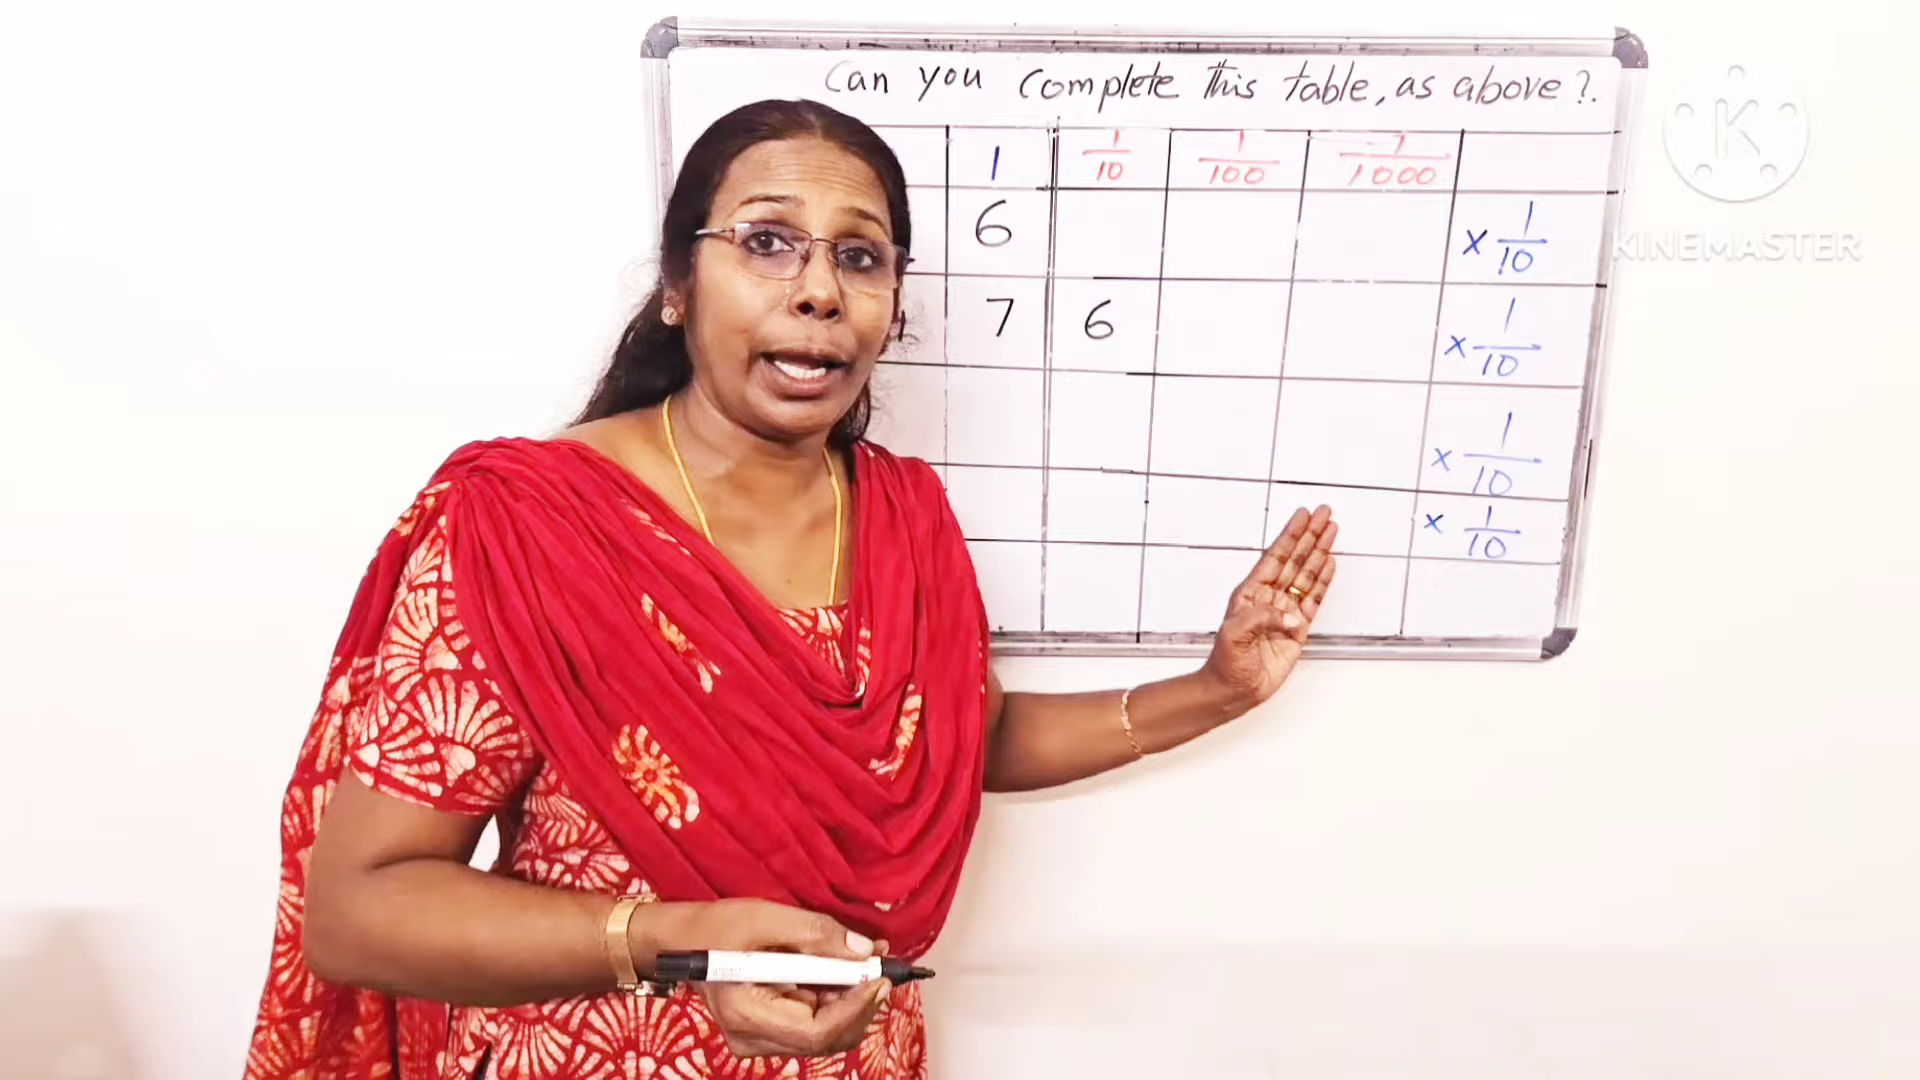 Can you complete this table, as above?.
1 1/10 1/100 1/1000
6 × 1/10
7 6 × 1/10
× 1/10
× 1/10
K
KINEMASTER